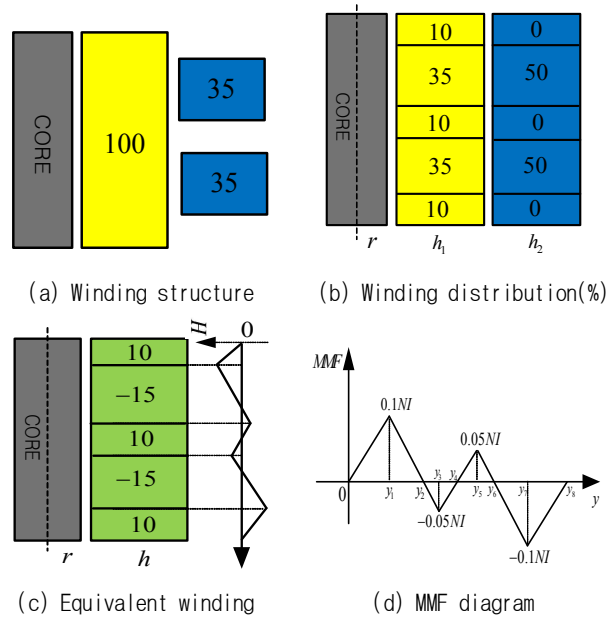 CORE
100
35
35
(a) Winding structure
10
35
10
35
10
0
50
0
50
0
r
h₁
h₂
(b) Winding distribution(%)
CORE
10
−15
10
−15
10
r
h
H
0
(c) Equivalent winding
MMF
0.1NI
0.05NI
0
y₁
y₂
y₃
y₄
y₅
y₆
y₇
y₈
y
−0.05NI
−0.1NI
(d) MMF diagram